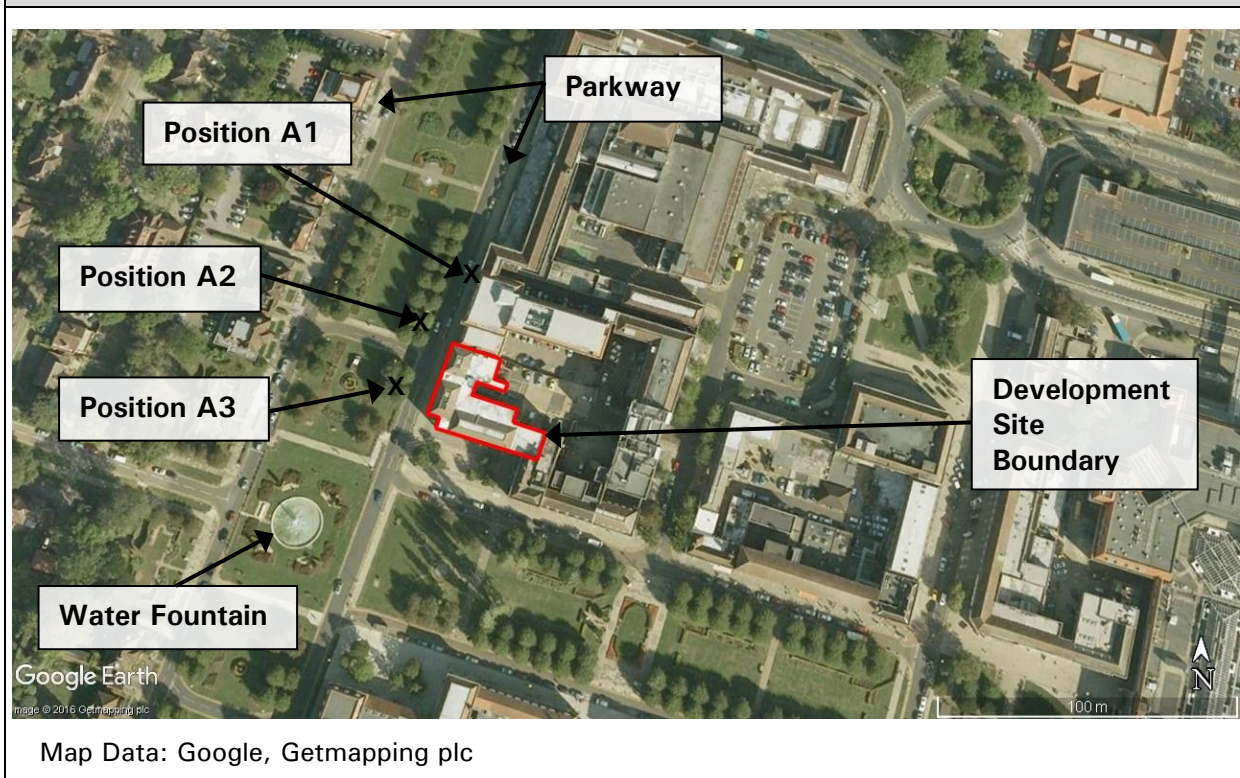 Parkway
Position A1
Position A2
Position A3
Development
Site
Boundary
Water Fountain
X
X
X
Google Earth
100 m
N
Map Data: Google, Getmapping plc